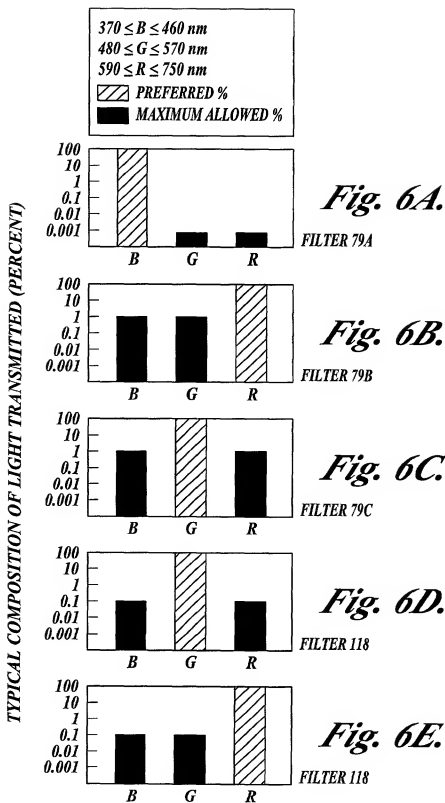 370 ≤ B ≤ 460 nm
480 ≤ G ≤ 570 nm
590 ≤ R ≤ 750 nm
PREFERRED %
MAXIMUM ALLOWED %
TYPICAL COMPOSITION OF LIGHT TRANSMITTED (PERCENT)
100
10
1
0.1
0.01
0.001
B G R
FILTER 79A
Fig. 6A.
100
10
1
0.1
0.01
0.001
B G R
FILTER 79B
Fig. 6B.
100
10
1
0.1
0.01
0.001
B G R
FILTER 79C
Fig. 6C.
100
10
1
0.1
0.01
0.001
B G R
FILTER 118
Fig. 6D.
100
10
1
0.1
0.01
0.001
B G R
FILTER 118
Fig. 6E.